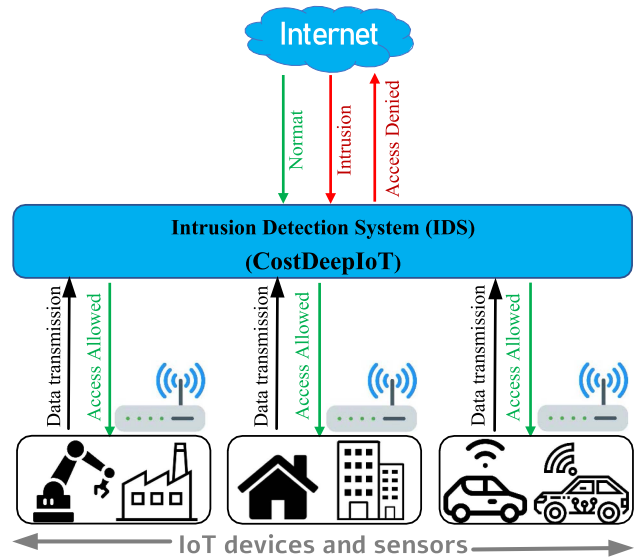 Internet
Normat
Intrusion
Access Denied
Intrusion Detection System (IDS)
(CostDeepIoT)
Data transmission
Access Allowed
Data transmission
Access Allowed
Data transmission
Access Allowed
IoT devices and sensors